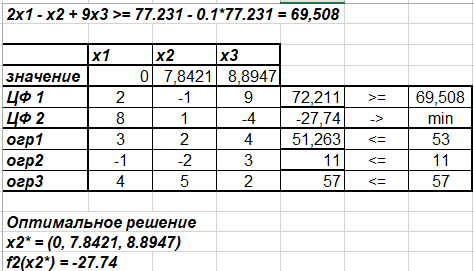 2x1 - x2 + 9x3 >= 77.231 - 0.1*77.231 = 69,508
x1 x2 x3
значение 0 7,8421 8,8947
ЦФ 1 2 -1 9 72,211 >= 69,508
ЦФ 2 8 1 -4 -27,74 -> min
огр1 3 2 4 51,263 <= 53
огр2 -1 -2 3 11 <= 11
огр3 4 5 2 57 <= 57
Оптимальное решение
x2* = (0, 7.8421, 8.8947)
f2(x2*) = -27.74